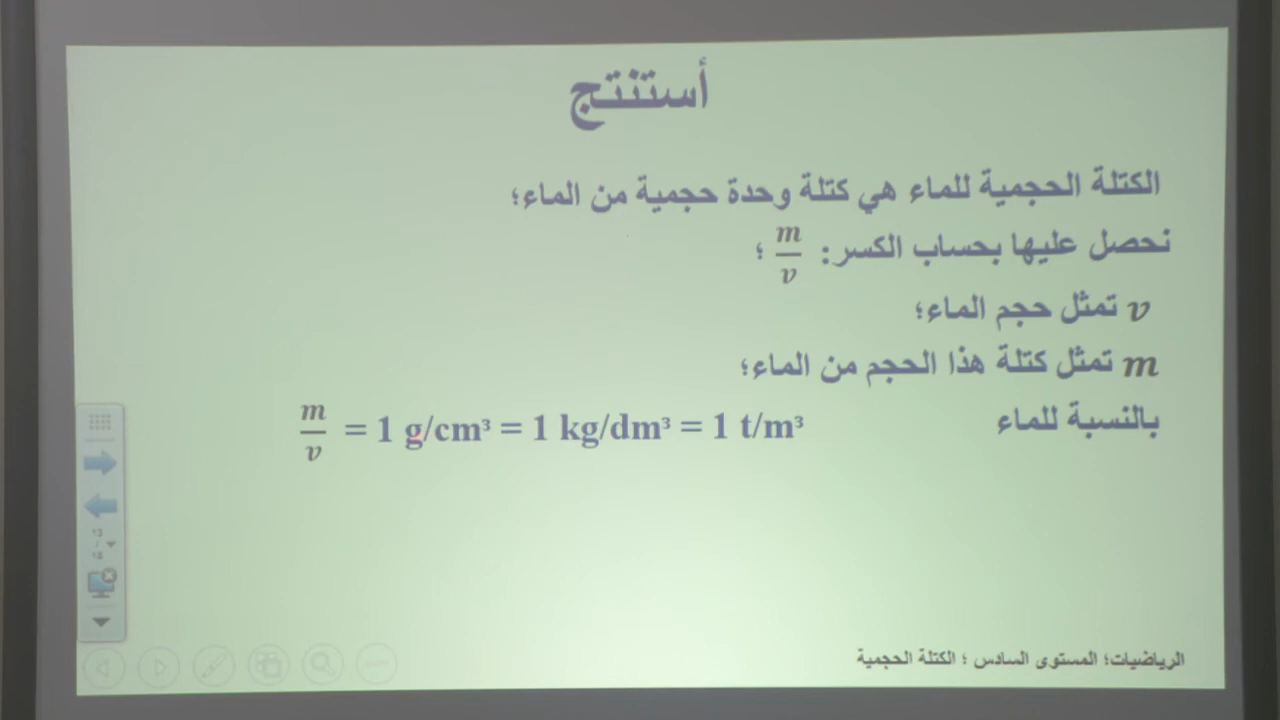 أستنتج
الكتلة الحجمية للماء هي كتلة وحدة حجمية من الماء؛
نحصل عليها بحساب الكسر: m/v ؛
v تمثل حجم الماء؛
m تمثل كتلة هذا الحجم من الماء؛
بالنسبة للماء m/v = 1 g/cm³ = 1 kg/dm³ = 1 t/m³
الرياضيات؛ المستوى السادس ؛ الكتلة الحجمية